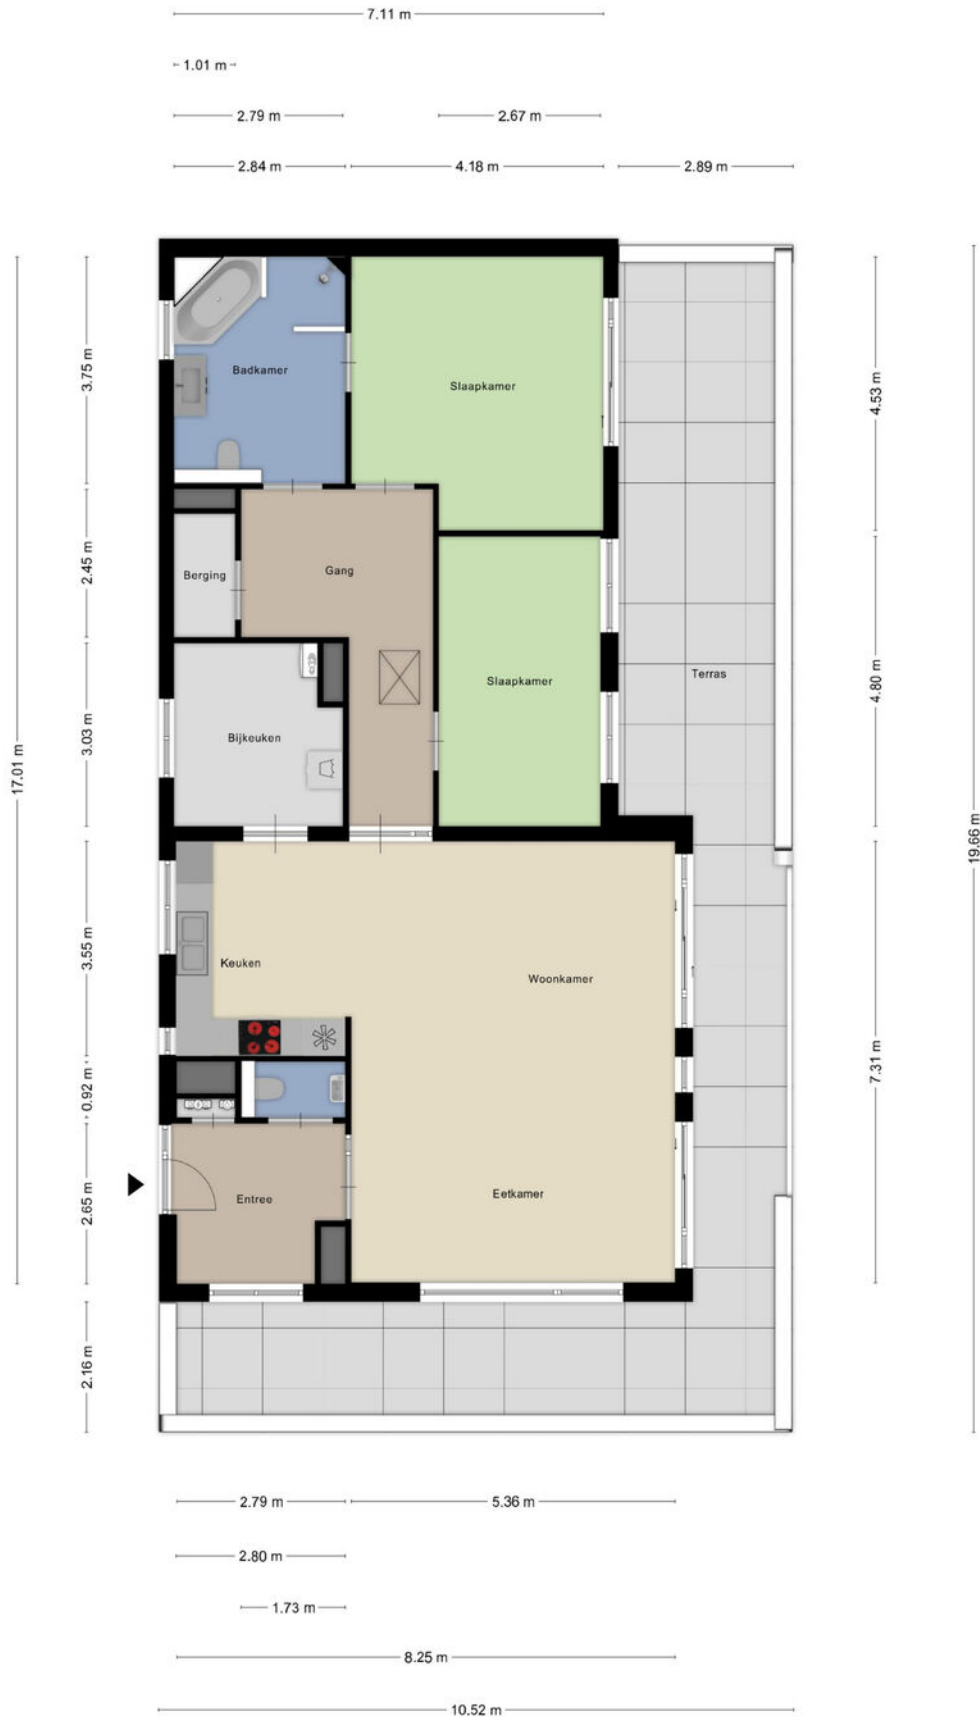 7.11 m
1.01 m
2.79 m
2.67 m
2.84 m
4.18 m
2.89 m
3.75 m
Badkamer
Slaapkamer
4.53 m
2.45 m
Berging
Gang
Slaapkamer
Terras
4.80 m
3.03 m
Bijkeuken
17.01 m
19.66 m
3.55 m
Keuken
Woonkamer
7.31 m
0.92 m
2.65 m
Entree
Eetkamer
2.16 m
2.79 m
5.36 m
2.80 m
1.73 m
8.25 m
10.52 m